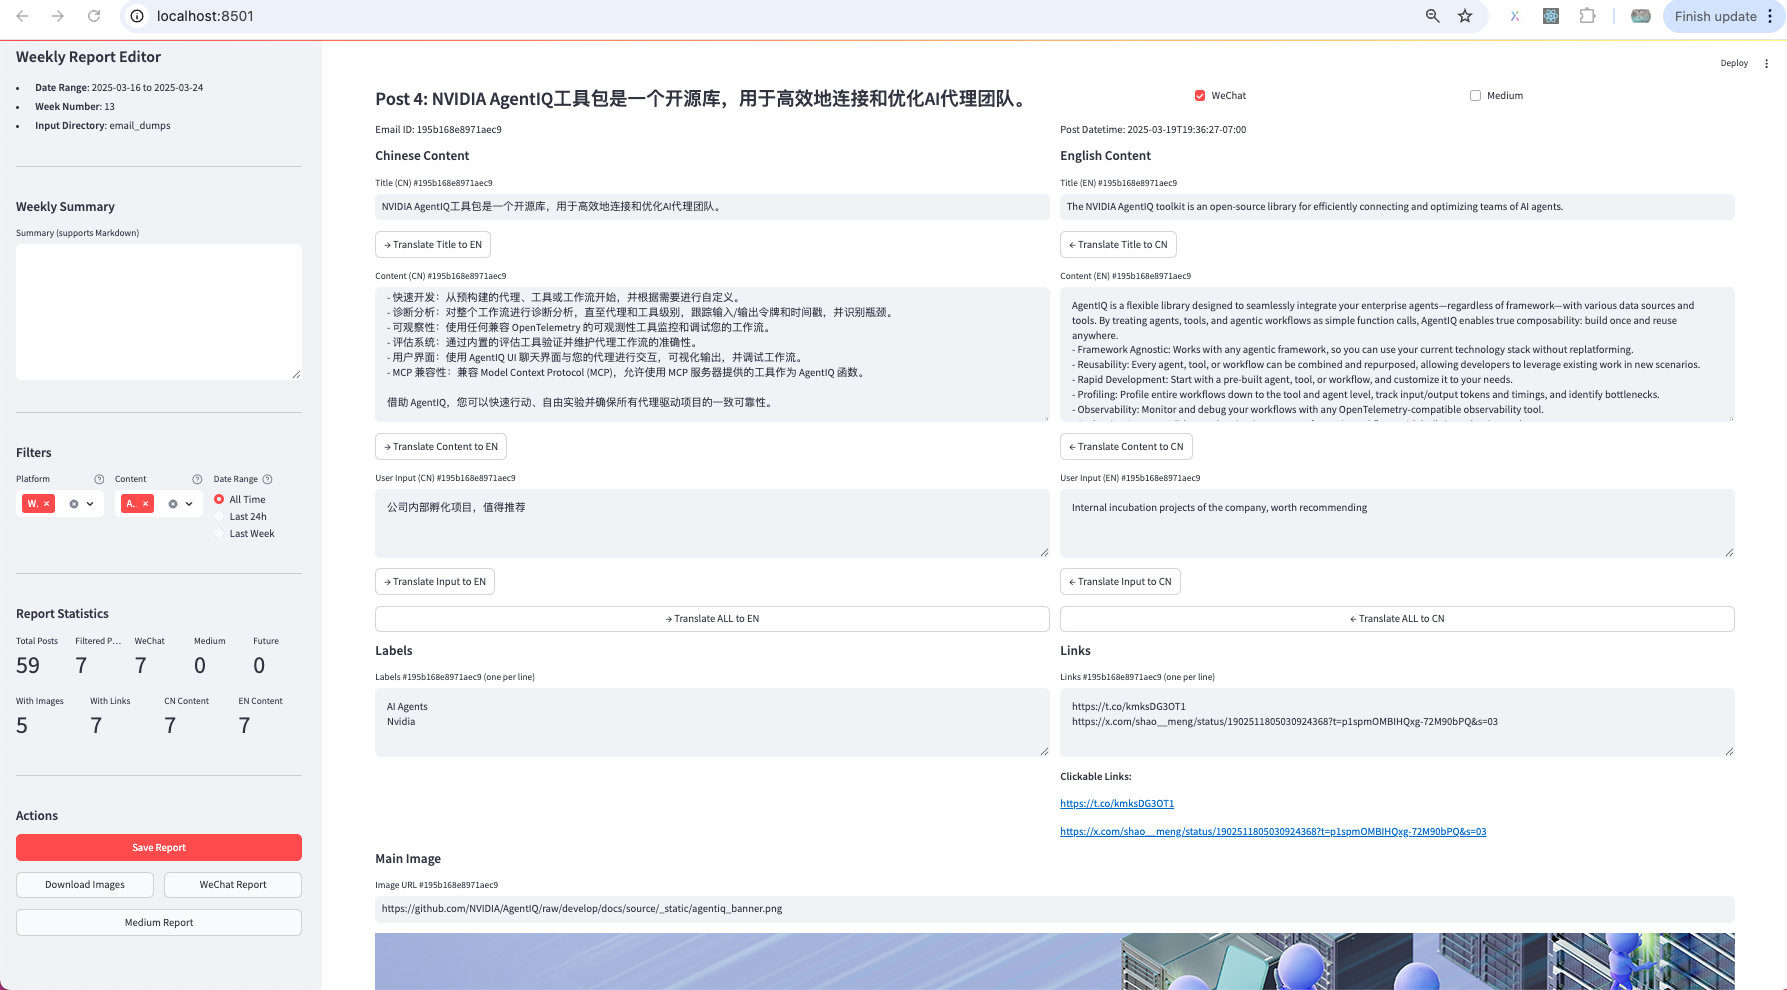 localhost:8501
Finish update
Weekly Report Editor
Date Range: 2025-03-16 to 2025-03-24
Week Number: 13
Input Directory: email_dumps
Weekly Summary
Summary (supports Markdown)
Filters
Platform
Content
Date Range
W. ×
A. ×
All Time
Last 24h
Last Week
Report Statistics
Total Posts
Filtered P...
WeChat
Medium
Future
59
7
7
0
0
With Images
With Links
CN Content
EN Content
5
7
7
7
Actions
Save Report
Download Images
WeChat Report
Medium Report
Deploy
Post 4: NVIDIA AgentIQ工具包是一个开源库，用于高效地连接和优化AI代理团队。
WeChat
Medium
Email ID: 195b168e8971aec9
Post Datetime: 2025-03-19T19:36:27-07:00
Chinese Content
English Content
Title (CN) #195b168e8971aec9
Title (EN) #195b168e8971aec9
NVIDIA AgentIQ工具包是一个开源库，用于高效地连接和优化AI代理团队。
The NVIDIA AgentIQ toolkit is an open-source library for efficiently connecting and optimizing teams of AI agents.
→ Translate Title to EN
← Translate Title to CN
Content (CN) #195b168e8971aec9
Content (EN) #195b168e8971aec9
- 快速开发：从预构建的代理、工具或工作流开始，并根据需要进行自定义。
- 诊断分析：对整个工作流进行诊断分析，直至代理和工具级别，跟踪输入/输出令牌和时间戳，并识别瓶颈。
- 可观察性：使用任何兼容 OpenTelemetry 的可观测性工具监控和调试您的工作流。
- 评估系统：通过内置的评估工具验证并维护代理工作流的准确性。
- 用户界面：使用 AgentIQ UI 聊天界面与您的代理进行交互，可视化输出，并调试工作流。
- MCP 兼容性：兼容 Model Context Protocol (MCP)，允许使用 MCP 服务器提供的工具作为 AgentIQ 函数。
借助 AgentIQ，您可以快速行动、自由实验并确保所有代理驱动项目的一致可靠性。
AgentIQ is a flexible library designed to seamlessly integrate your enterprise agents—regardless of framework—with various data sources and
tools. By treating agents, tools, and agentic workflows as simple function calls, AgentIQ enables true composability: build once and reuse
anywhere.
- Framework Agnostic: Works with any agentic framework, so you can use your current technology stack without replatforming.
- Reusability: Every agent, tool, or workflow can be combined and repurposed, allowing developers to leverage existing work in new scenarios.
- Rapid Development: Start with a pre-built agent, tool, or workflow, and customize it to your needs.
- Profiling: Profile entire workflows down to the tool and agent level, track input/output tokens and timings, and identify bottlenecks.
- Observability: Monitor and debug your workflows with any OpenTelemetry-compatible observability tool.
→ Translate Content to EN
← Translate Content to CN
User Input (CN) #195b168e8971aec9
User Input (EN) #195b168e8971aec9
公司内部孵化项目，值得推荐
Internal incubation projects of the company, worth recommending
→ Translate Input to EN
← Translate Input to CN
→ Translate ALL to EN
← Translate ALL to CN
Labels
Links
Labels #195b168e8971aec9 (one per line)
Links #195b168e8971aec9 (one per line)
AI Agents
Nvidia
https://t.co/kmksDG3OT1
https://x.com/shao__meng/status/1902511805030924368?t=p1spmOMBIHQxg-72M90bPQ&s=03
Clickable Links:
https://t.co/kmksDG3OT1
https://x.com/shao__meng/status/1902511805030924368?t=p1spmOMBIHQxg-72M90bPQ&s=03
Main Image
Image URL #195b168e8971aec9
https://github.com/NVIDIA/AgentIQ/raw/develop/docs/source/_static/agentiq_banner.png